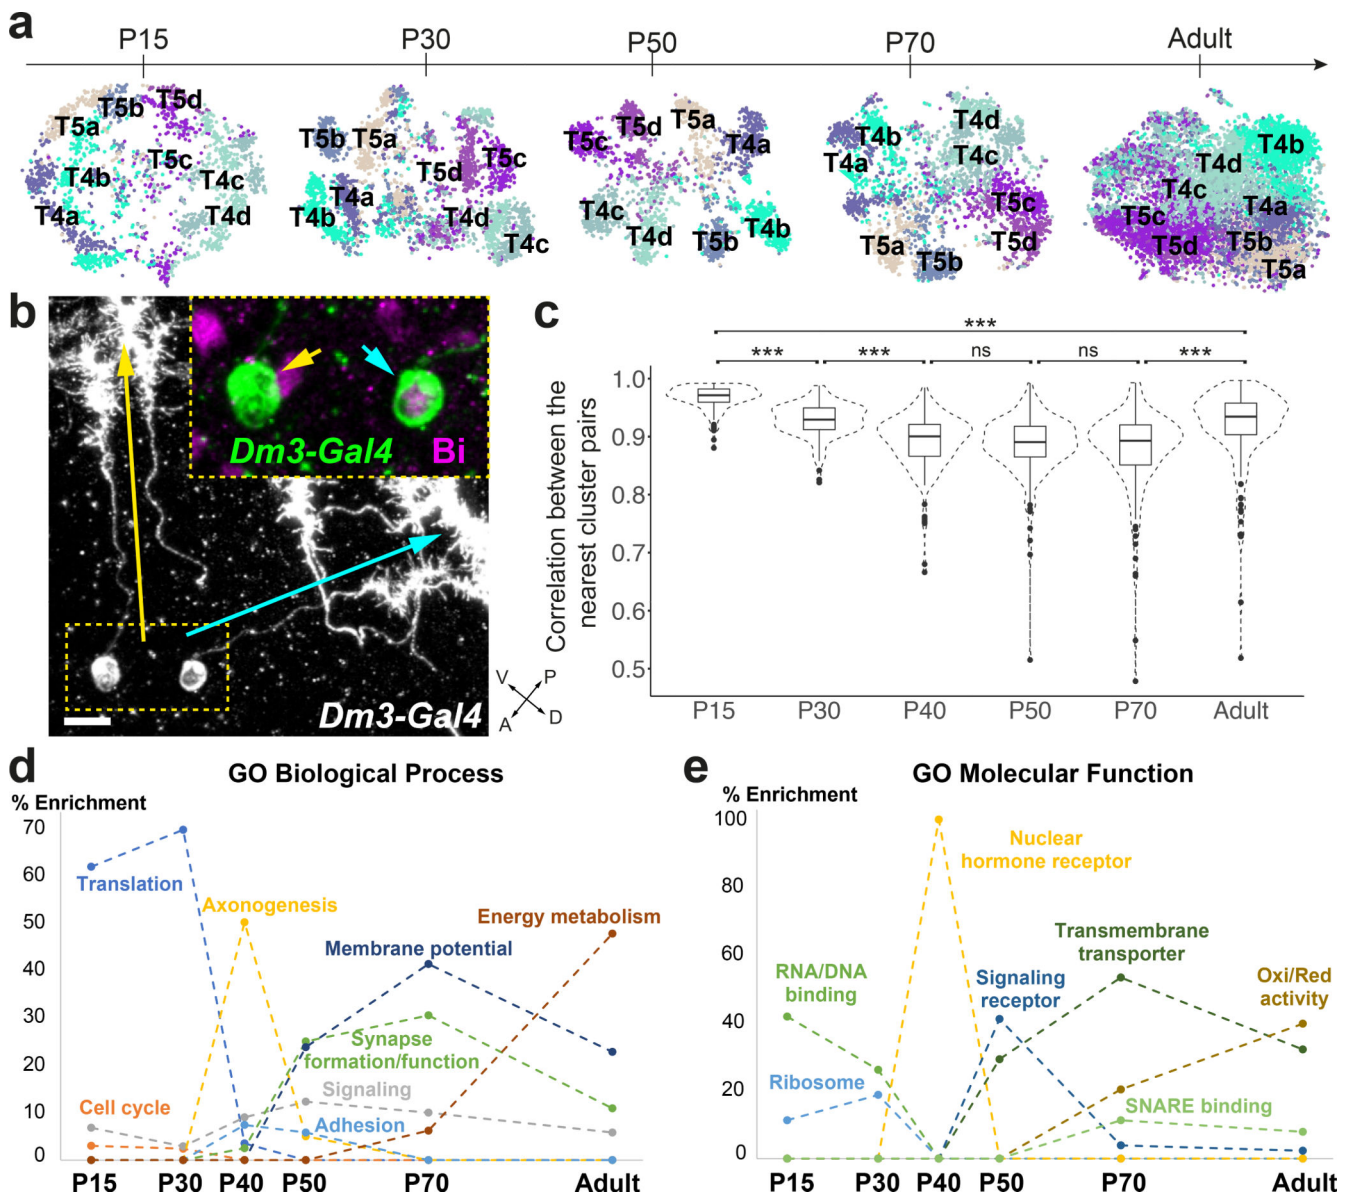 a
P15
P30
P50
P70
Adult
T5b
T5d
T5a
T5c
T4b
T4c
T4a
T4d
T5b
T5a
T5c
T5d
T4a
T4b
T4d
T4c
T5c
T5d
T5a
T4a
T4c
T4d
T5b
T4b
T4b
T4a
T4d
T4c
T5c
T5d
T5a
T5b
T4b
T4d
T4c
T4a
T5c
T5d
T5b
T5a
b
Dm3-Gal4
Bi
Dm3-Gal4
V
P
A
D
c
***
***
***
ns
ns
***
Correlation between the
nearest cluster pairs
1.0
0.9
0.8
0.7
0.6
0.5
P15
P30
P40
P50
P70
Adult
d
GO Biological Process
% Enrichment
70
60
50
40
30
20
10
0
Translation
Axonogenesis
Energy metabolism
Membrane potential
Synapse
formation/function
Signaling
Cell cycle
Adhesion
P15
P30
P40
P50
P70
Adult
e
GO Molecular Function
% Enrichment
100
80
60
40
20
0
Nuclear
hormone receptor
Transmembrane
transporter
RNA/DNA
binding
Signaling
receptor
Oxi/Red
activity
Ribosome
SNARE binding
P15
P30
P40
P50
P70
Adult